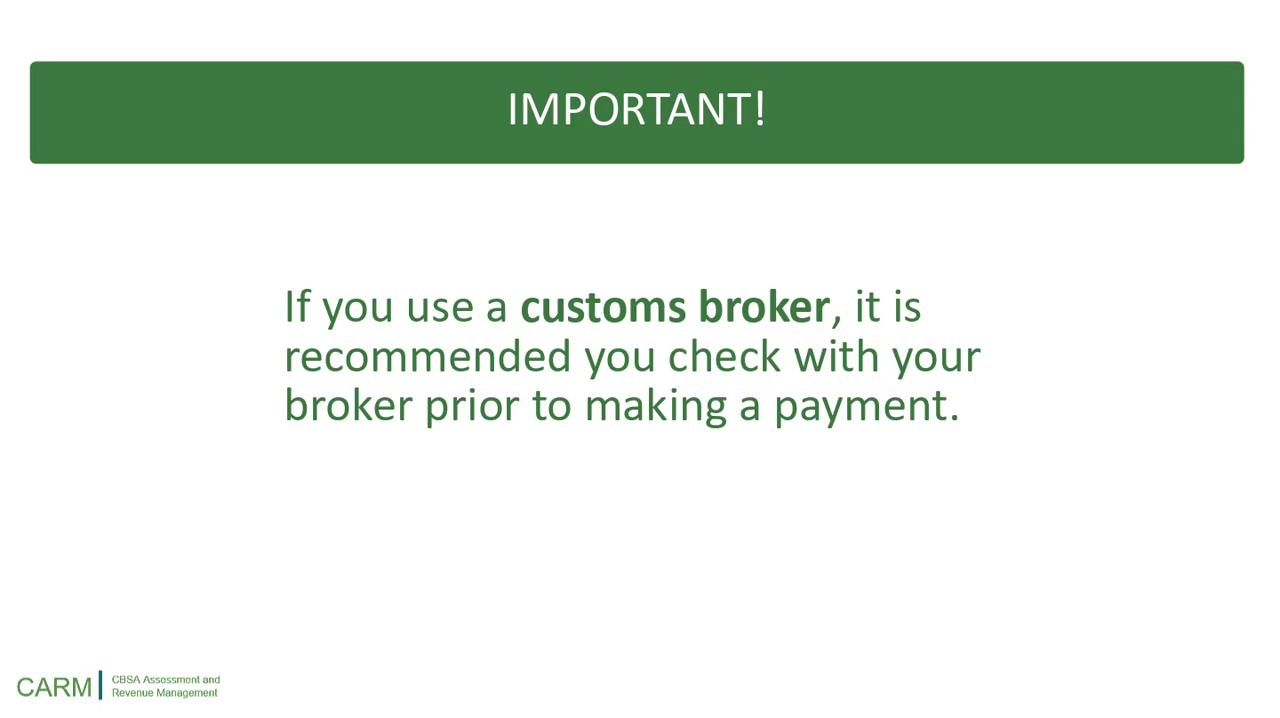 IMPORTANT!
If you use a customs broker, it is
recommended you check with your
broker prior to making a payment.
CARM
CBSA Assessment and
Revenue Management